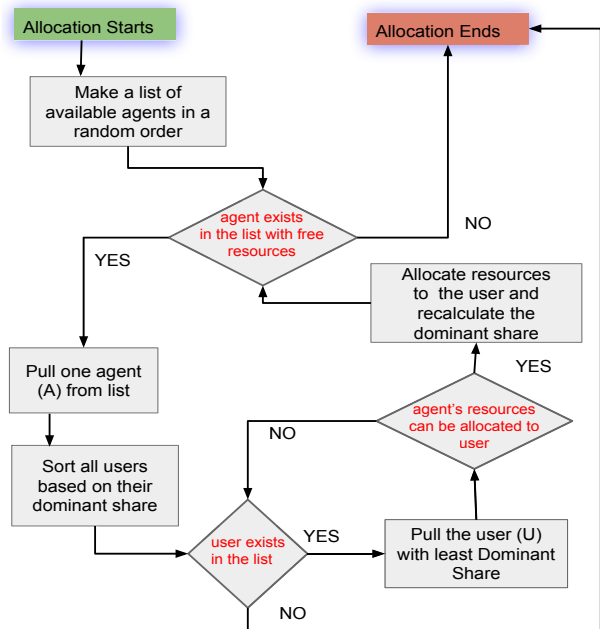 Allocation Starts
Allocation Ends
Make a list of
available agents in a
random order
agent exists
in the list with free
resources
NO
YES
Allocate resources
to the user and
recalculate the
dominant share
Pull one agent
(A) from list
YES
agent's resources
can be allocated to
user
NO
Sort all users
based on their
dominant share
user exists
in the list
YES
Pull the user (U)
with least Dominant
Share
NO